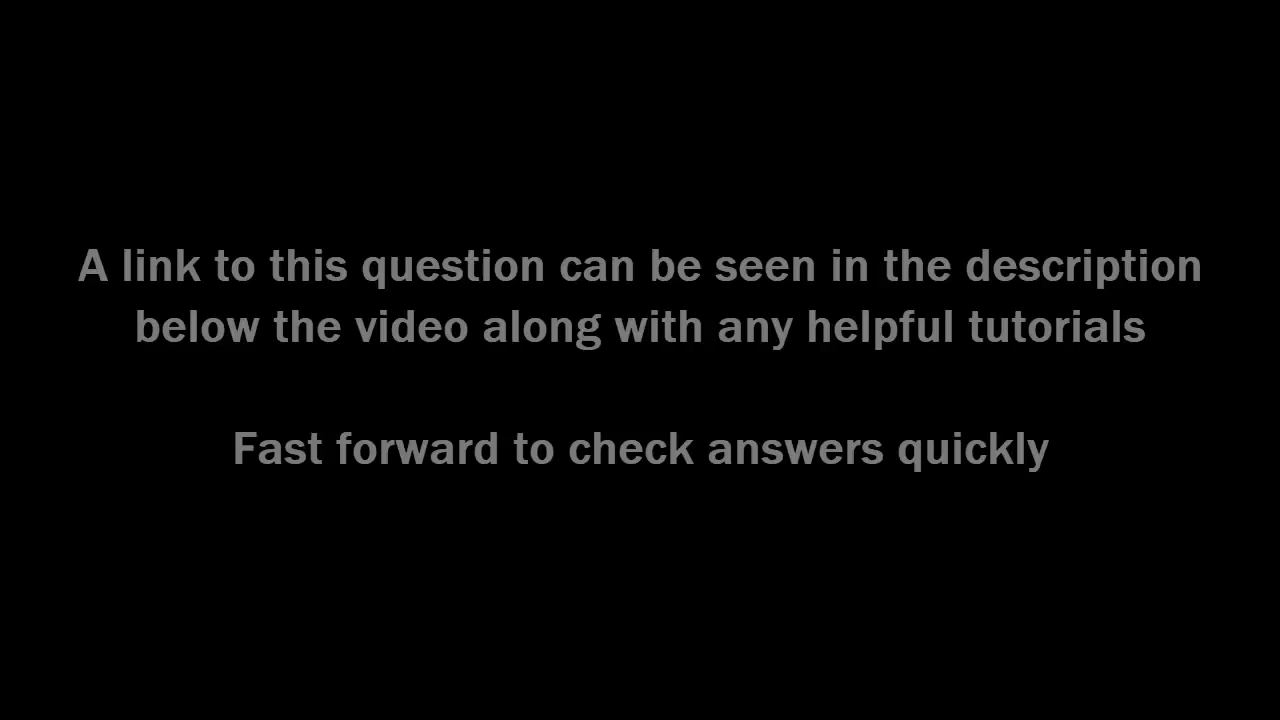 A link to this question can be seen in the description
below the video along with any helpful tutorials
Fast forward to check answers quickly